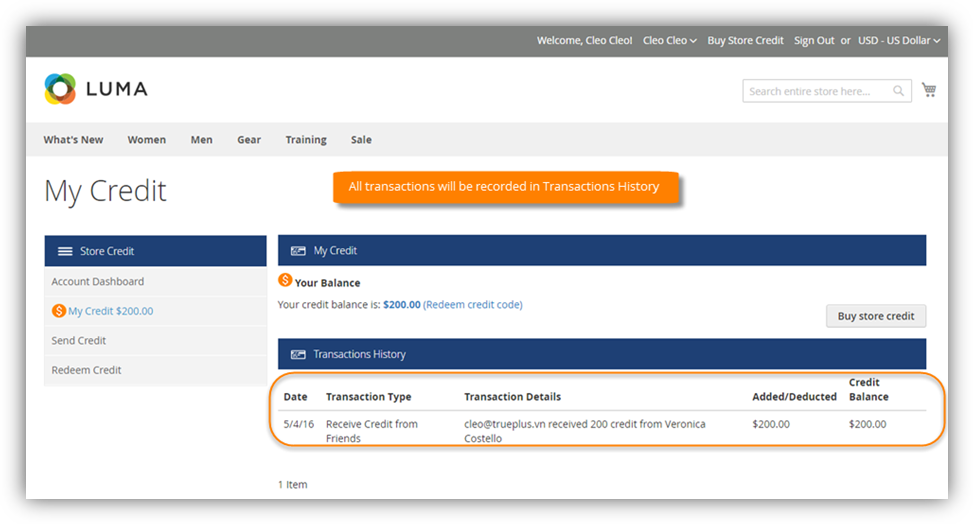 Welcome, Cleo Cleo! Cleo Cleo Buy Store Credit Sign Out or USD - US Dollar
LUMA
Search entire store here...
What's New Women Men Gear Training Sale
My Credit
All transactions will be recorded in Transactions History
Store Credit
Account Dashboard
$ My Credit $200.00
Send Credit
Redeem Credit
My Credit
$ Your Balance
Your credit balance is: $200.00 (Redeem credit code)
Buy store credit
Transactions History
Date Transaction Type Transaction Details Added/Deducted Credit
Balance
5/4/16 Receive Credit from cleo@trueplus.vn received 200 credit from Veronica $200.00 $200.00
Friends Costello
1 Item